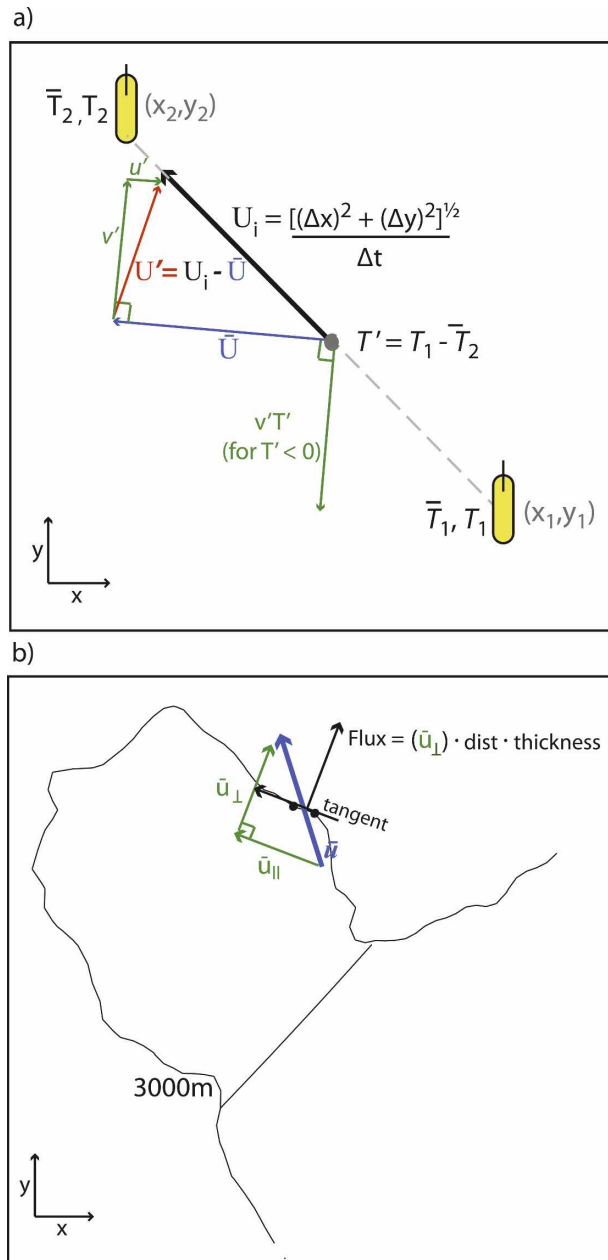 a)
T̅₂, T₂ (x₂,y₂)
u'
v'
Uᵢ = [(Δx)² + (Δy)²]^½
Δt
U' = Uᵢ - Ū
Ū
T' = T₁ - T̅₂
v'T'
(for T' < 0)
T̅₁, T₁ (x₁,y₁)
y
x
b)
Flux = (ū⊥) · dist · thickness
ū⊥
tangent
ū
ū||
3000m
y
x